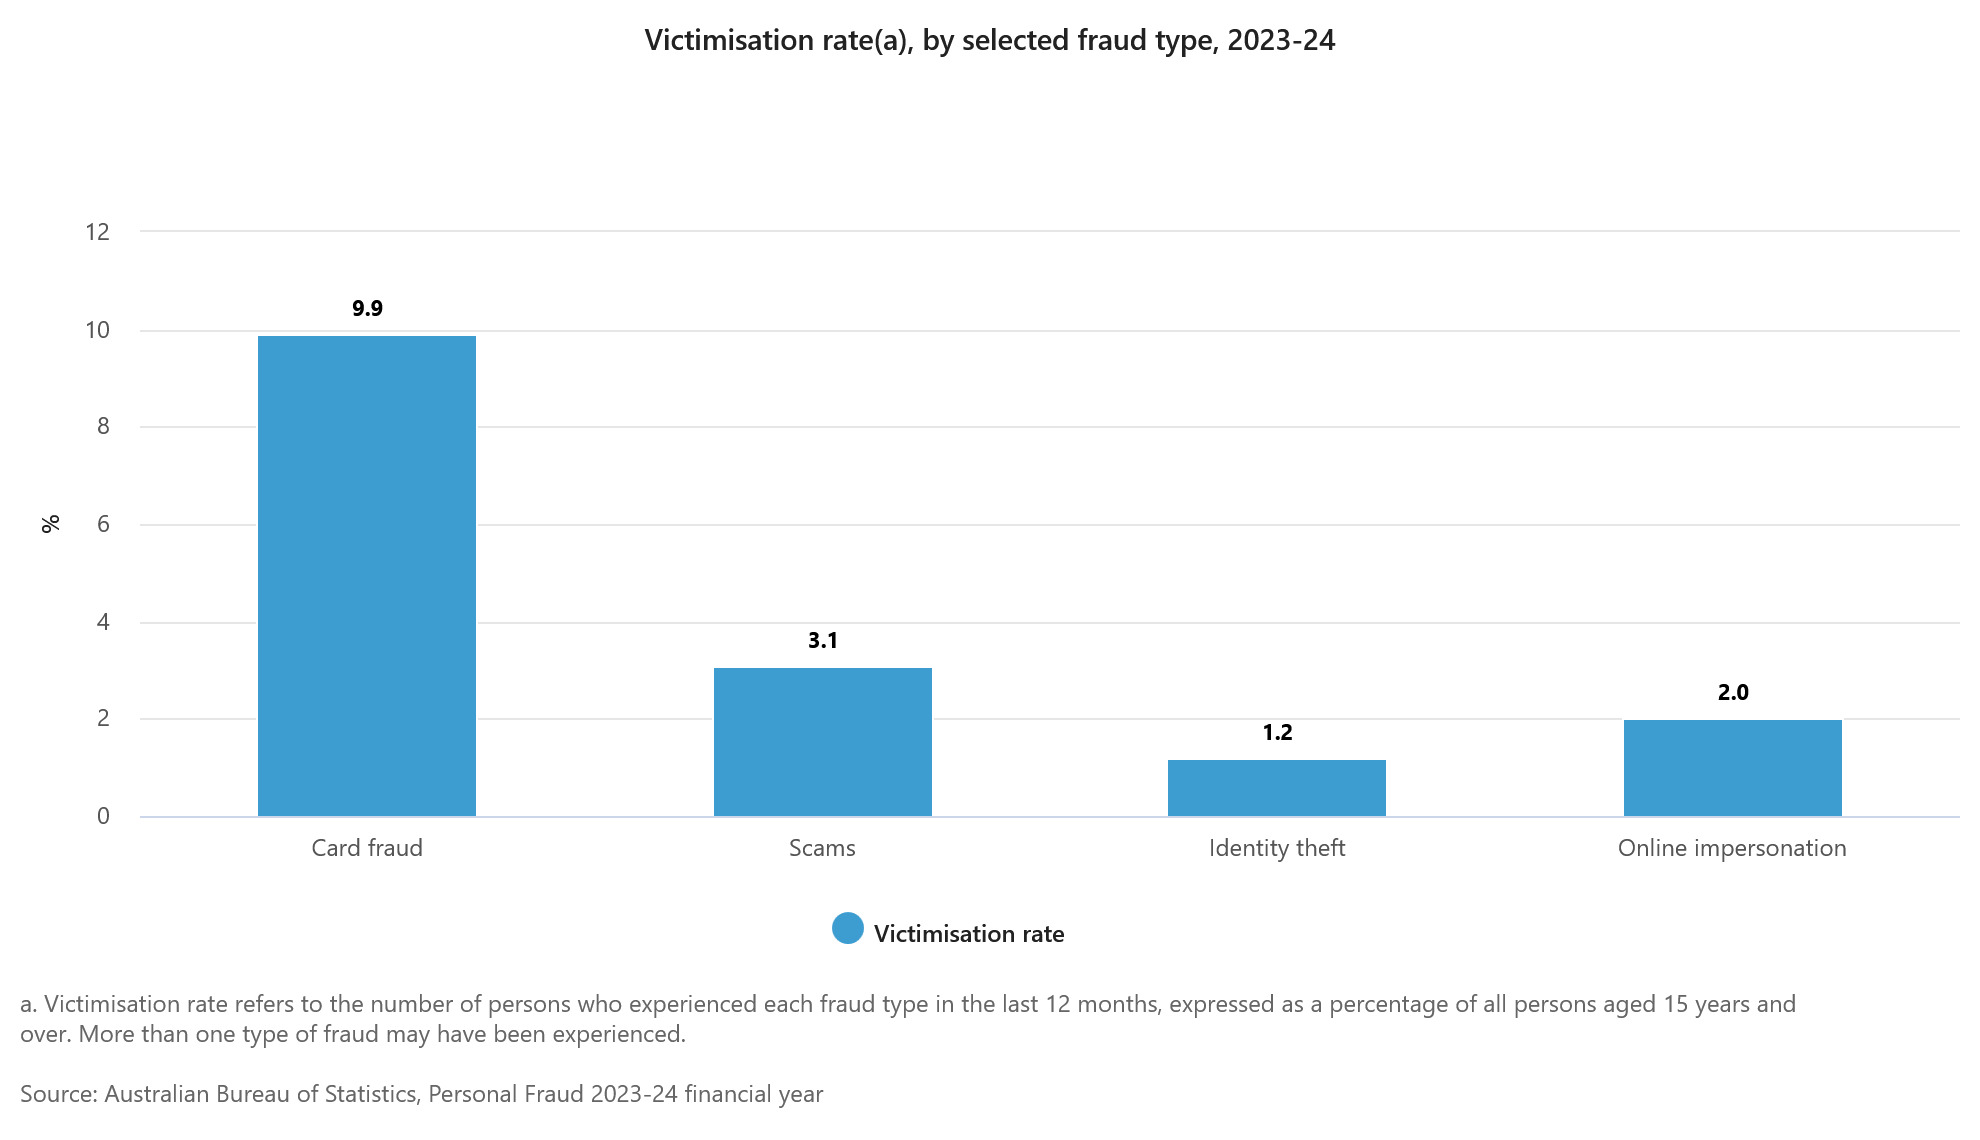 Victimisation rate(a), by selected fraud type, 2023-24
12
10
8
6
4
2
0
%
9.9
3.1
1.2
2.0
Card fraud
Scams
Identity theft
Online impersonation
Victimisation rate
a. Victimisation rate refers to the number of persons who experienced each fraud type in the last 12 months, expressed as a percentage of all persons aged 15 years and
over. More than one type of fraud may have been experienced.
Source: Australian Bureau of Statistics, Personal Fraud 2023-24 financial year